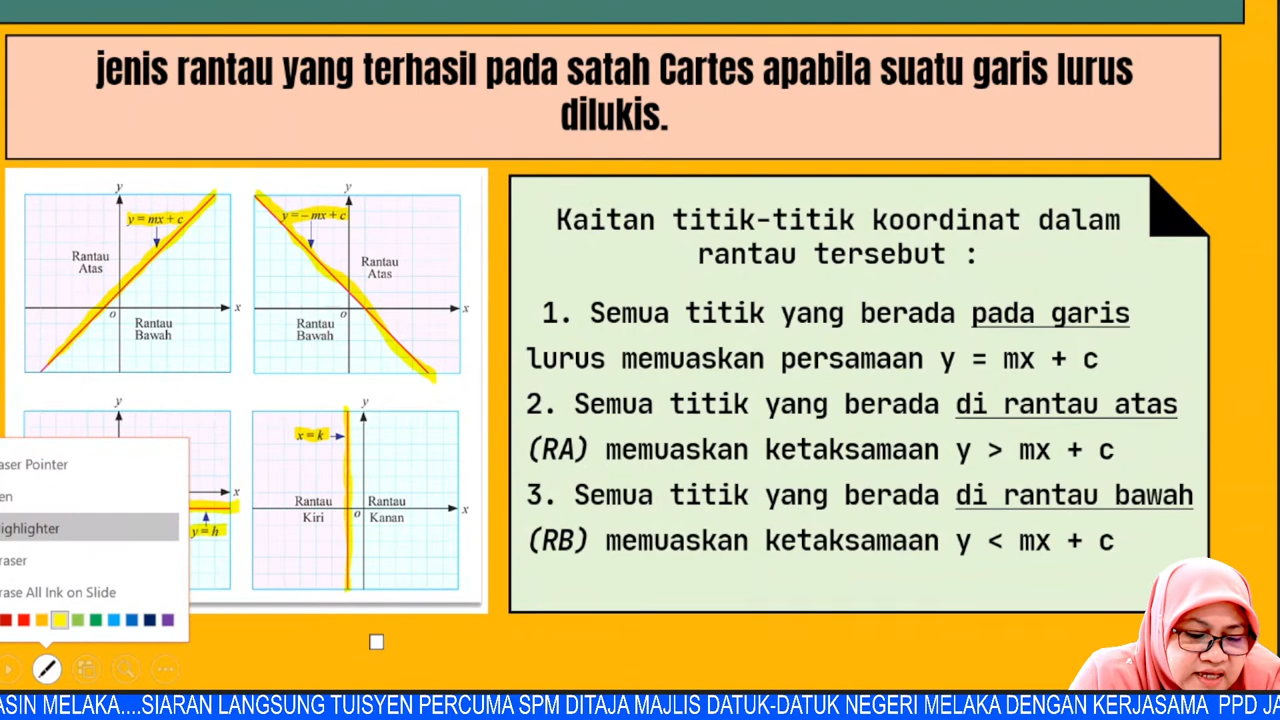 jenis rantau yang terhasil pada satah Cartes apabila suatu garis lurus
dilukis.
y
y = mx + c
Rantau
Atas
x
o
Rantau
Bawah
y
y = – mx + c
Rantau
Atas
x
o
Rantau
Bawah
y
x
y = h
y
x = k
Rantau
Kiri
Rantau
Kanan
o
x
Kaitan titik-titik koordinat dalam
rantau tersebut :
1. Semua titik yang berada pada garis
lurus memuaskan persamaan y = mx + c
2. Semua titik yang berada di rantau atas
(RA) memuaskan ketaksamaan y > mx + c
3. Semua titik yang berada di rantau bawah
(RB) memuaskan ketaksamaan y < mx + c
aser Pointer
en
ighlighter
raser
rase All Ink on Slide
ASIN MELAKA....SIARAN LANGSUNG TUISYEN PERCUMA SPM DITAJA MAJLIS DATUK-DATUK NEGERI MELAKA DENGAN KERJASAMA PPD JA